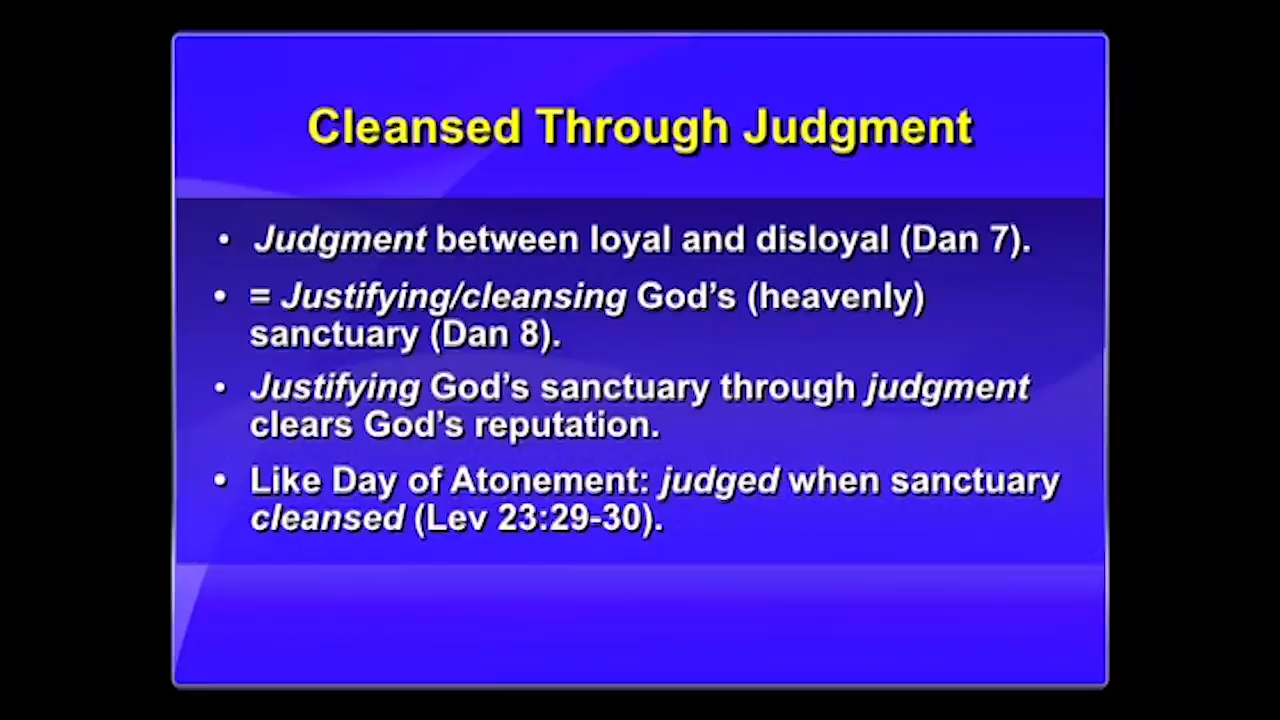 Cleansed Through Judgment
• Judgment between loyal and disloyal (Dan 7).
• = Justifying/cleansing God’s (heavenly)
sanctuary (Dan 8).
• Justifying God’s sanctuary through judgment
clears God’s reputation.
• Like Day of Atonement: judged when sanctuary
cleansed (Lev 23:29-30).